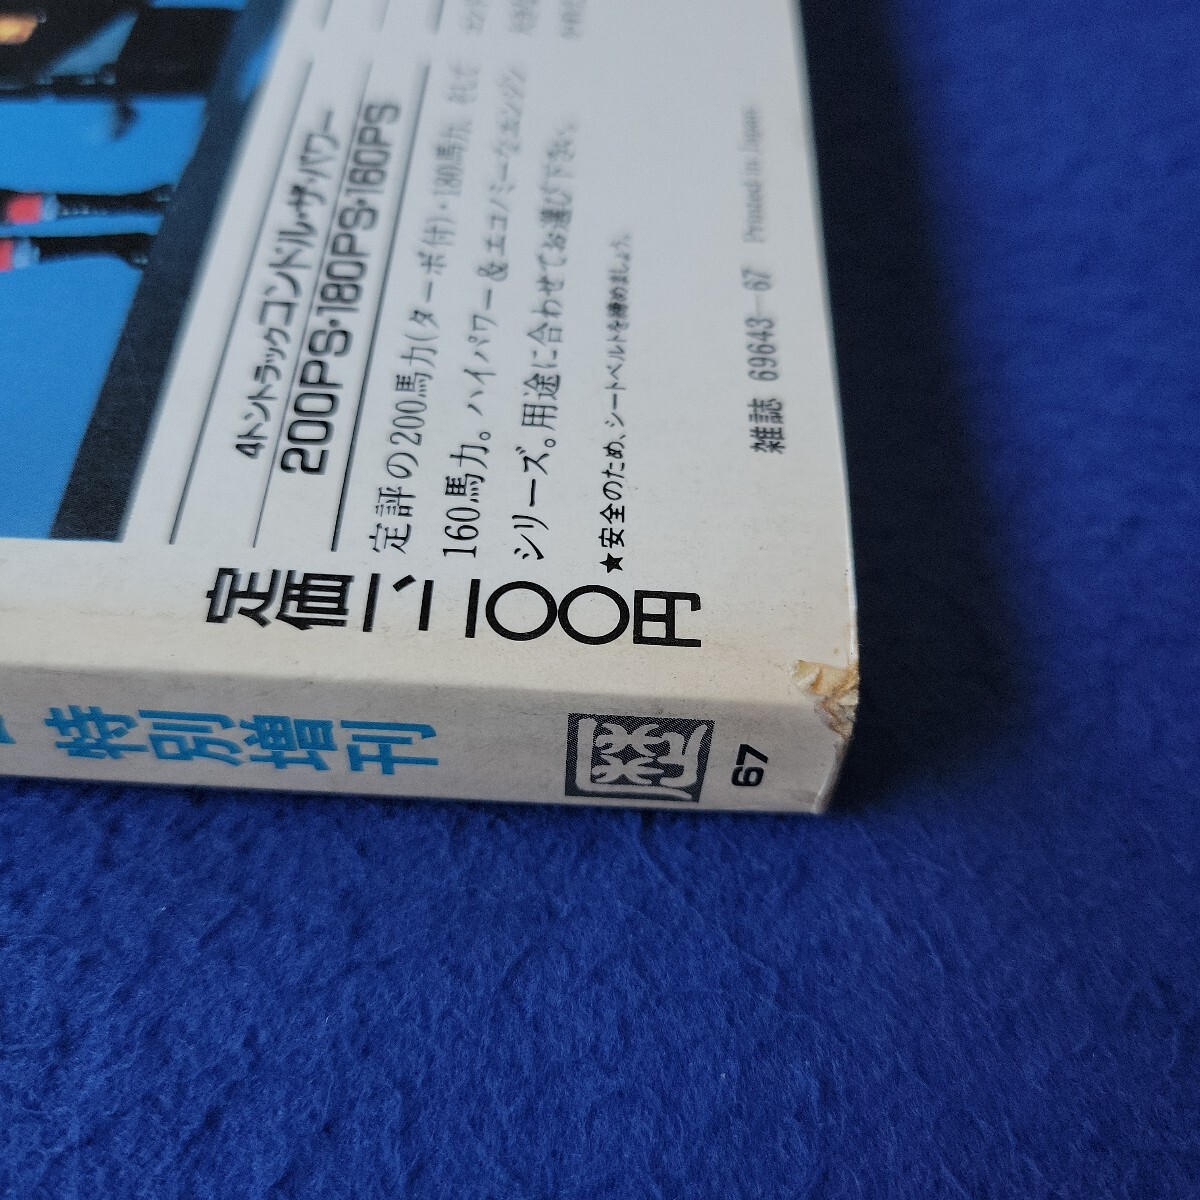 4トントラックコンドル・ザ・パワー
200PS・180PS・160PS
定評の200馬力(ターボ付)・180馬力、そして
160馬力。ハイパワー&エコノミーなエンジン
シリーズ。用途に合わせてお選び下さい。
★安全のため、シートベルトを締めましょう。
雑誌 69643—67 Printed in Japan
定価一、二〇〇円
特別増刊
67